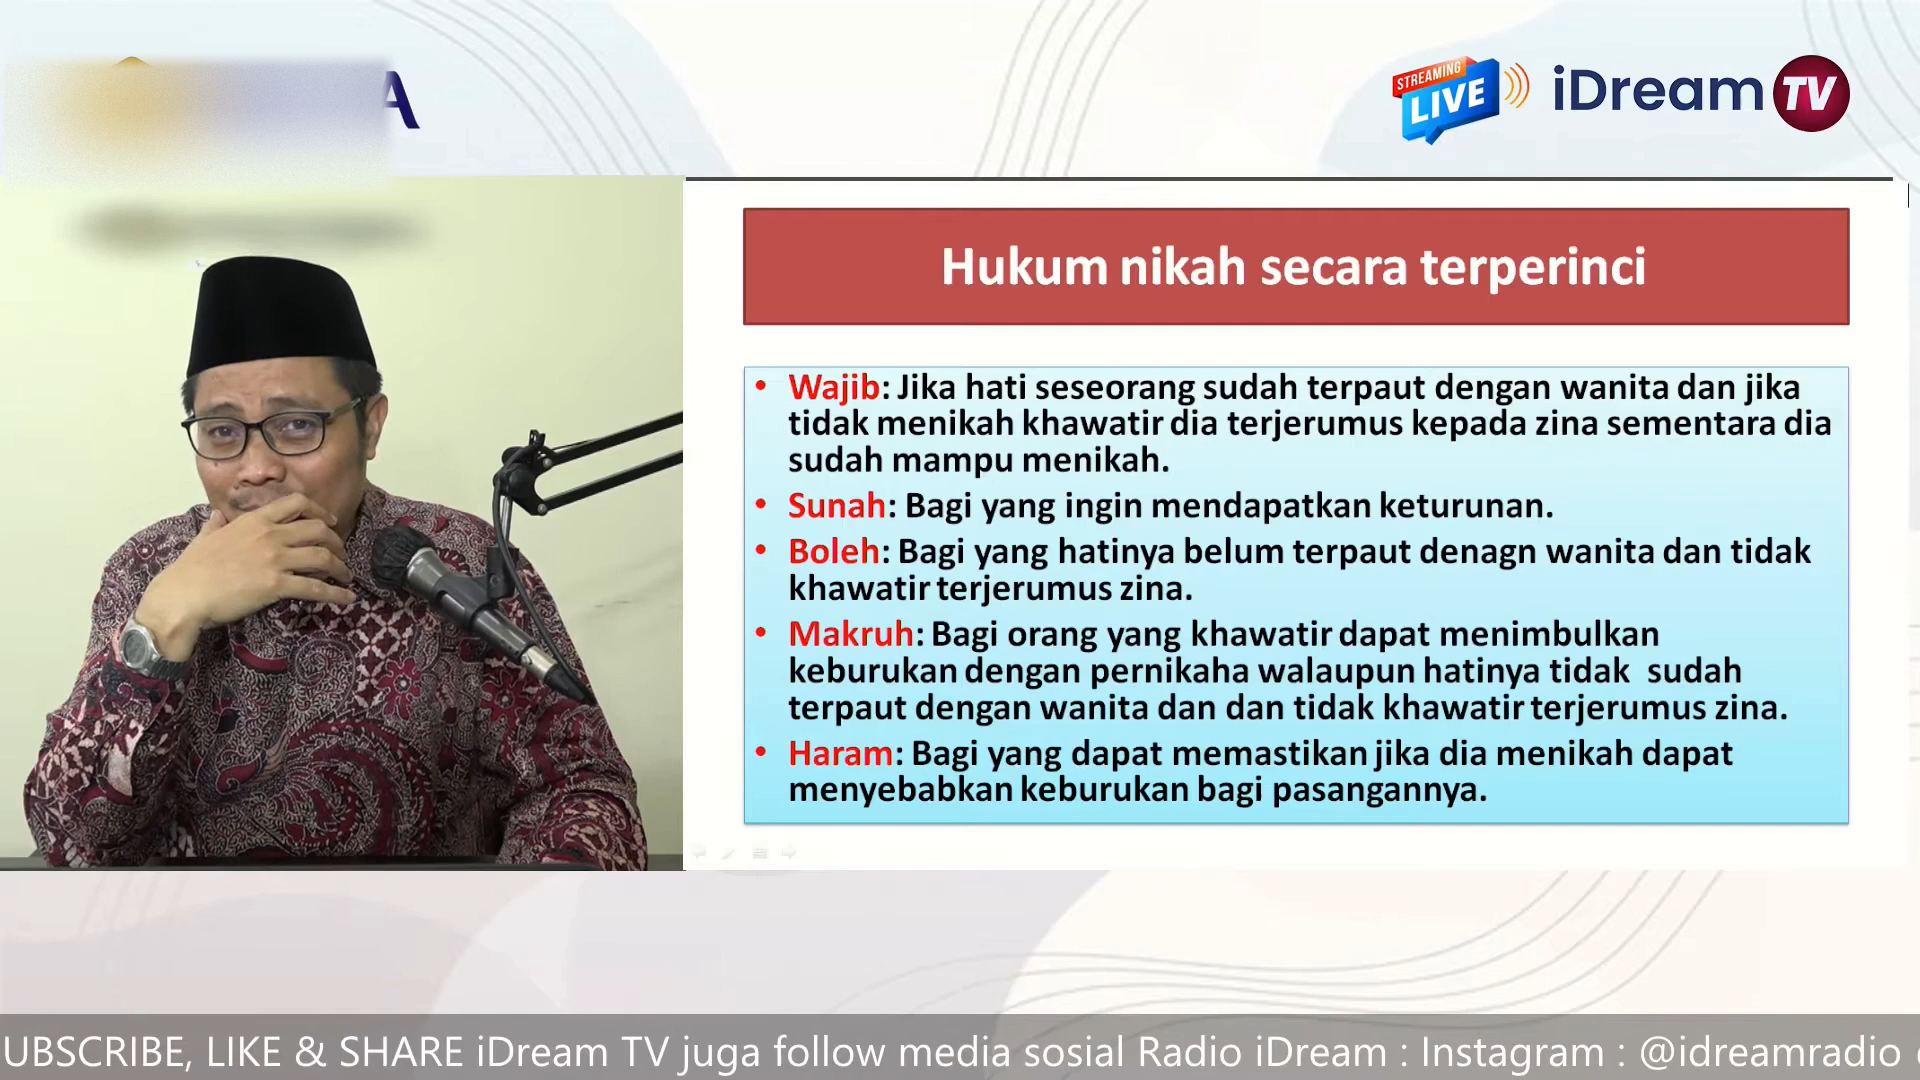 A
STREAMING
LIVE
iDream TV
Hukum nikah secara terperinci
• Wajib: Jika hati seseorang sudah terpaut dengan wanita dan jika
tidak menikah khawatir dia terjerumus kepada zina sementara dia
sudah mampu menikah.
• Sunah: Bagi yang ingin mendapatkan keturunan.
• Boleh: Bagi yang hatinya belum terpaut denagn wanita dan tidak
khawatir terjerumus zina.
• Makruh: Bagi orang yang khawatir dapat menimbulkan
keburukan dengan pernikaha walaupun hatinya tidak  sudah
terpaut dengan wanita dan dan tidak khawatir terjerumus zina.
• Haram: Bagi yang dapat memastikan jika dia menikah dapat
menyebabkan keburukan bagi pasangannya.
UBSCRIBE, LIKE & SHARE iDream TV juga follow media sosial Radio iDream : Instagram : @idreamradio